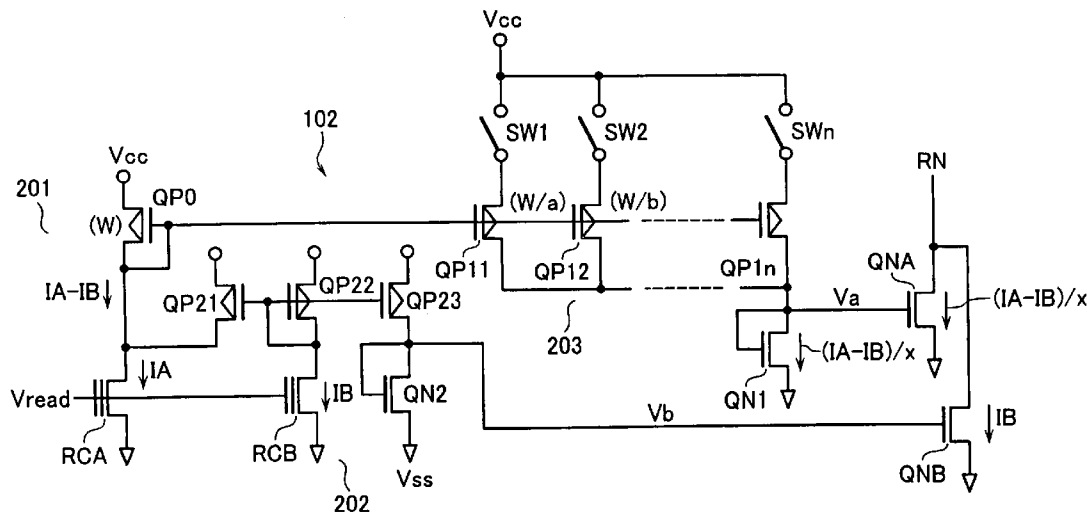 Vcc
SW1
SW2
SWn
102
Vcc
201
QP0
(W)
(W/a)
(W/b)
RN
QP11
QP12
QP1n
QNA
IA-IB
QP21
QP22
QP23
Va
(IA-IB)/x
203
(IA-IB)/x
IA
Vread
IB
QN2
QN1
Vb
IB
RCA
RCB
Vss
QNB
202